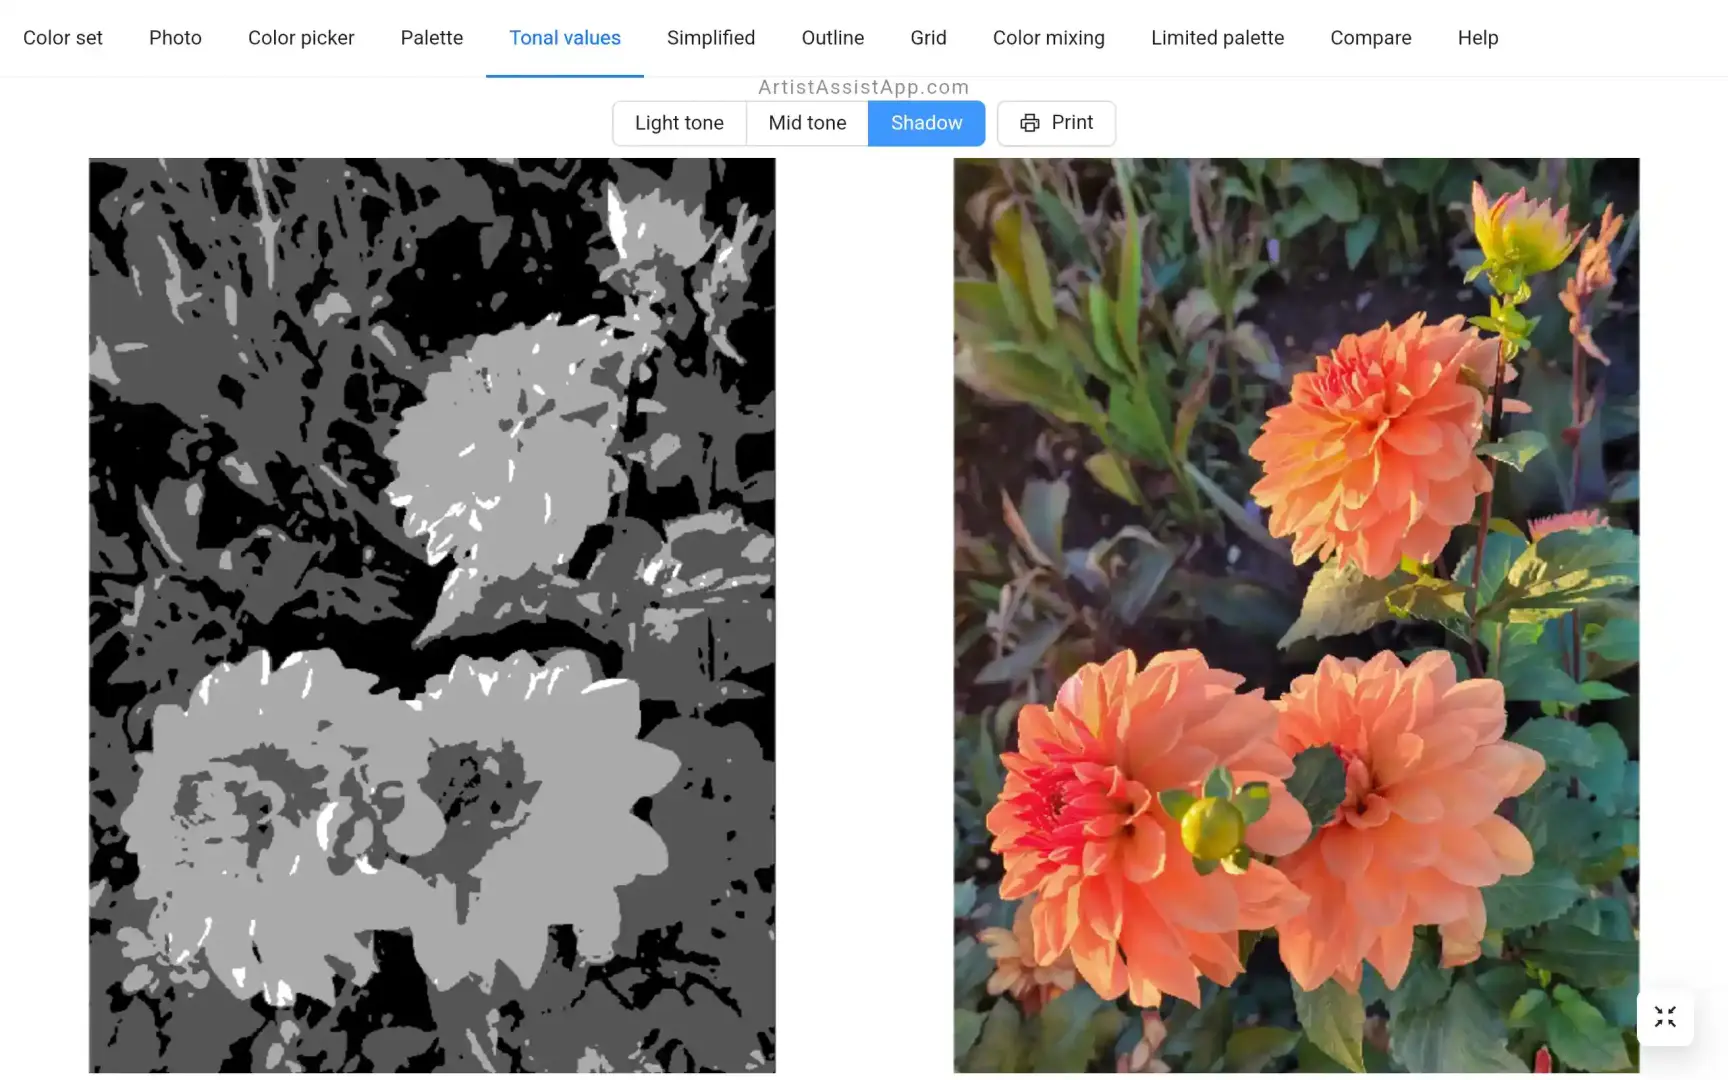 Color set Photo Color picker Palette Tonal values Simplified Outline Grid Color mixing Limited palette Compare Help
ArtistAssistApp.com
Light tone Mid tone Shadow Print